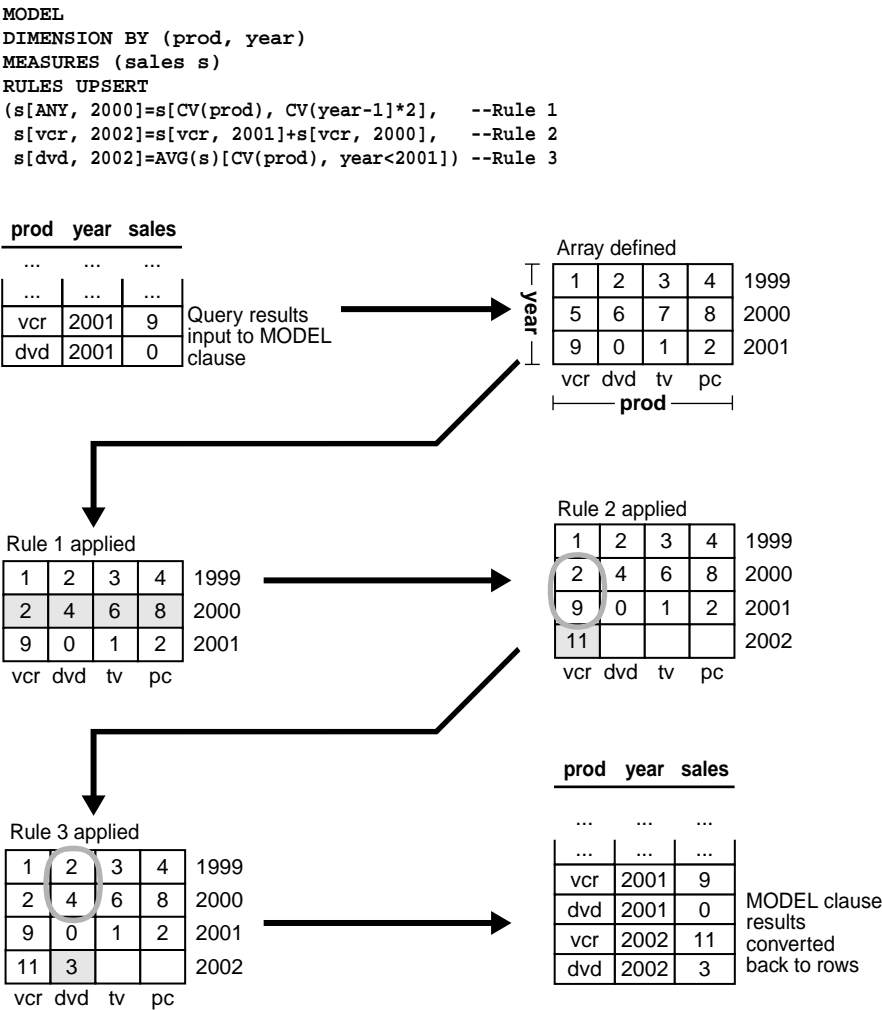 MODEL
DIMENSION BY (prod, year)
MEASURES (sales s)
RULES UPSERT
(s[ANY, 2000]=s[CV(prod), CV(year-1]*2], --Rule 1
s[vcr, 2002]=s[vcr, 2001]+s[vcr, 2000], --Rule 2
s[dvd, 2002]=AVG(s)[CV(prod), year<2001]) --Rule 3
prod year sales
... ... ...
... ... ...
vcr 2001 9
dvd 2001 0
Query results
input to MODEL
clause
Array defined
year
1 2 3 4 1999
5 6 7 8 2000
9 0 1 2 2001
vcr dvd tv pc
prod
Rule 1 applied
1 2 3 4 1999
2 4 6 8 2000
9 0 1 2 2001
vcr dvd tv pc
Rule 2 applied
1 2 3 4 1999
2 4 6 8 2000
9 0 1 2 2001
11 2002
vcr dvd tv pc
Rule 3 applied
1 2 3 4 1999
2 4 6 8 2000
9 0 1 2 2001
11 3 2002
vcr dvd tv pc
prod year sales
... ... ...
... ... ...
vcr 2001 9
dvd 2001 0
vcr 2002 11
dvd 2002 3
MODEL clause
results
converted
back to rows